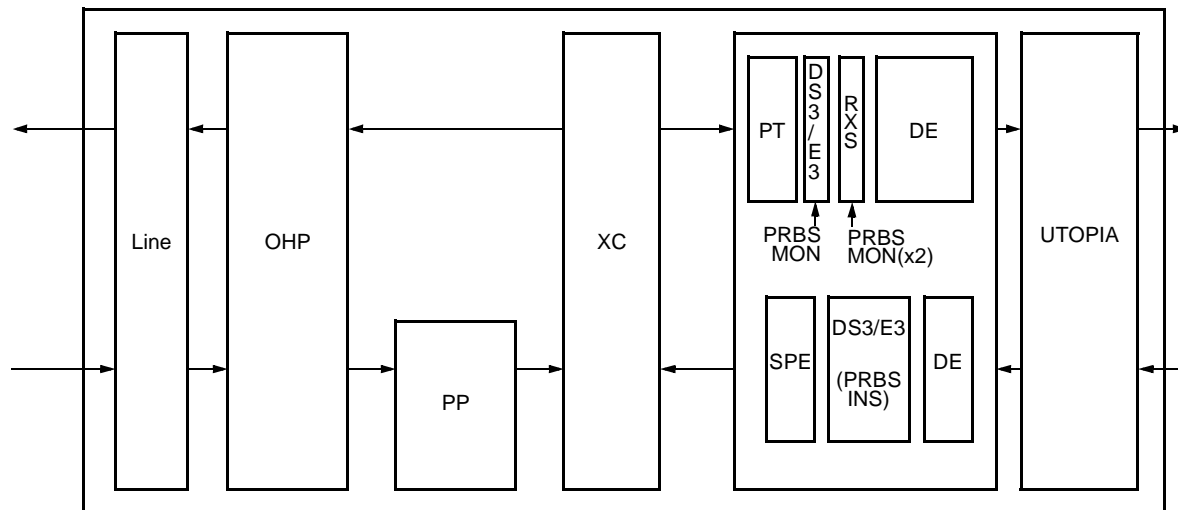 PT
DS3/E3
RXS
DE
Line
OHP
XC
UTOPIA
PRBS
MON
PRBS
MON(x2)
PP
SPE
DS3/E3
(PRBS
INS)
DE